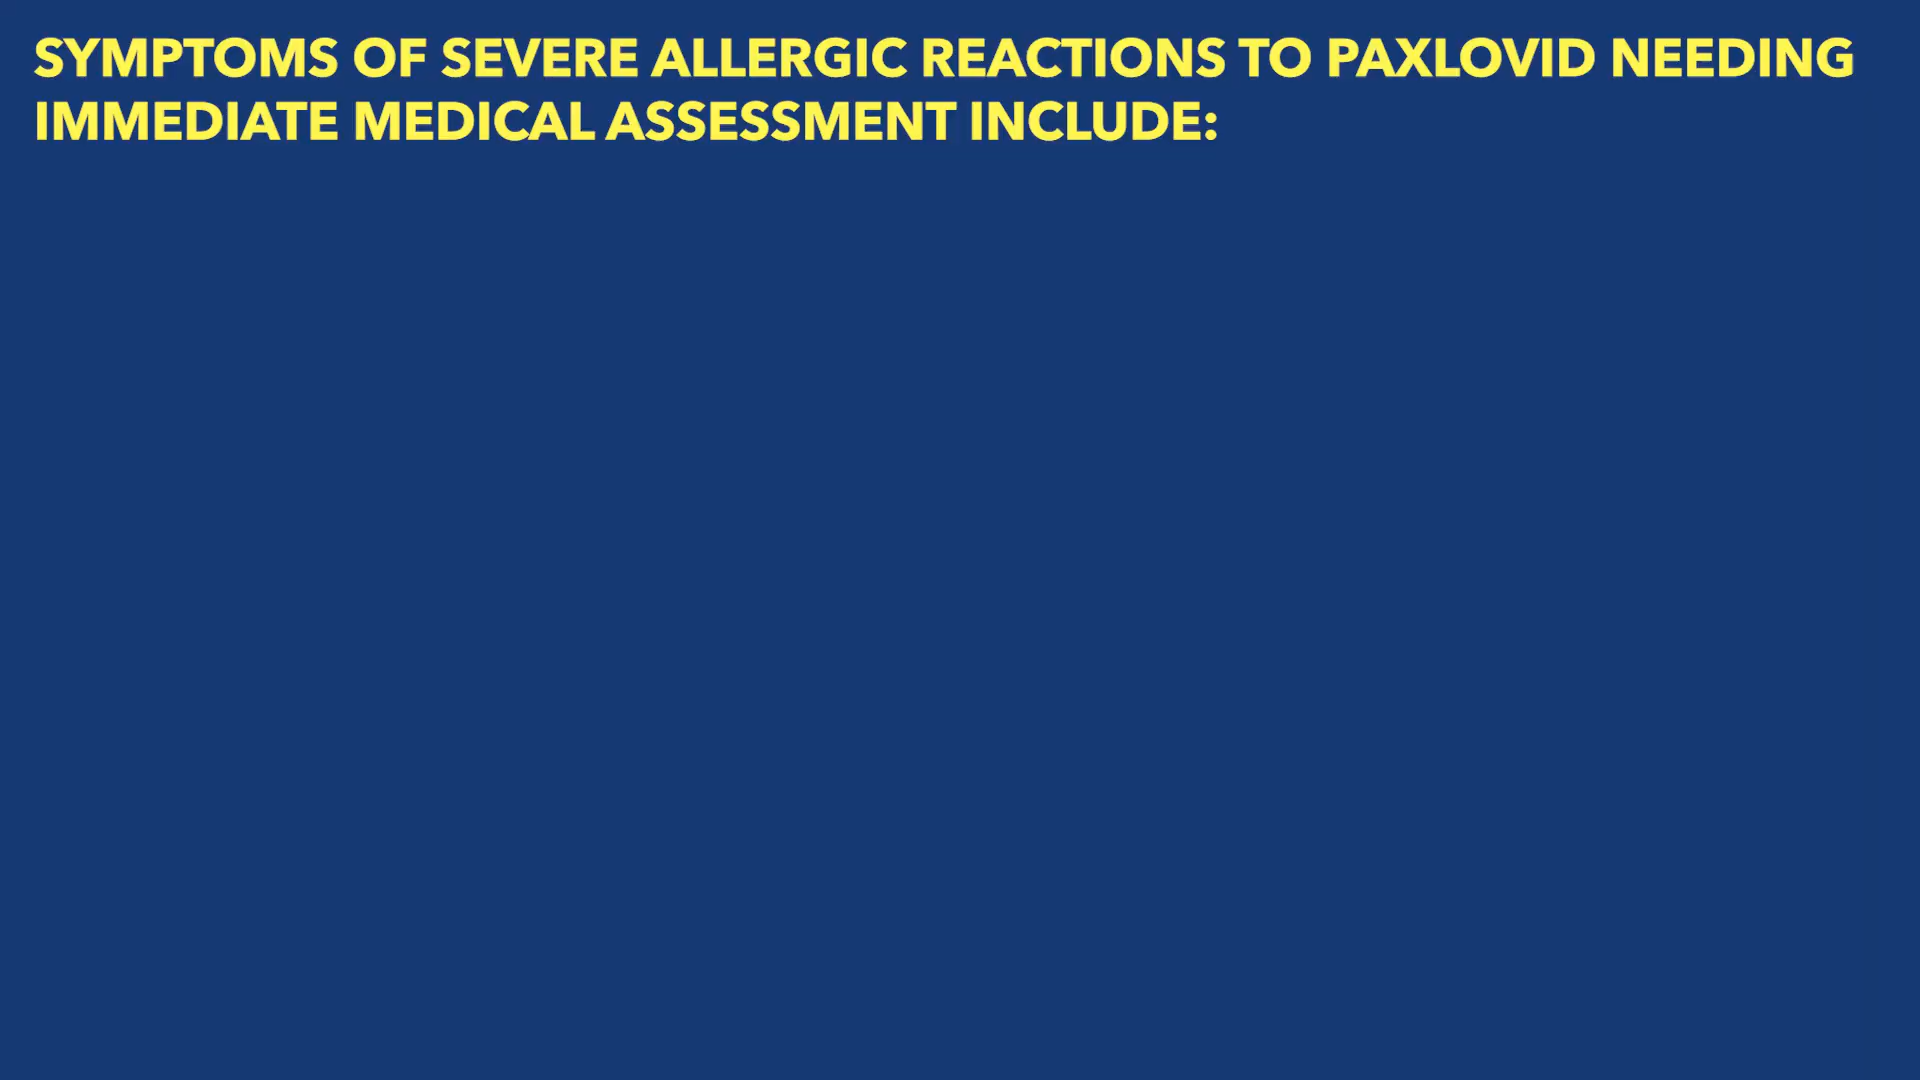 SYMPTOMS OF SEVERE ALLERGIC REACTIONS TO PAXLOVID NEEDING
IMMEDIATE MEDICAL ASSESSMENT INCLUDE: